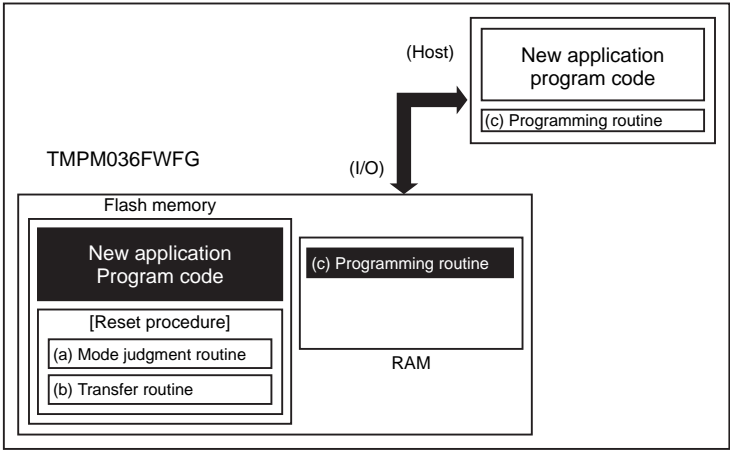 (Host)
New application
program code
(c) Programming routine
TMPM036FWFG
(I/O)
Flash memory
New application
Program code
(c) Programming routine
[Reset procedure]
(a) Mode judgment routine
(b) Transfer routine
RAM